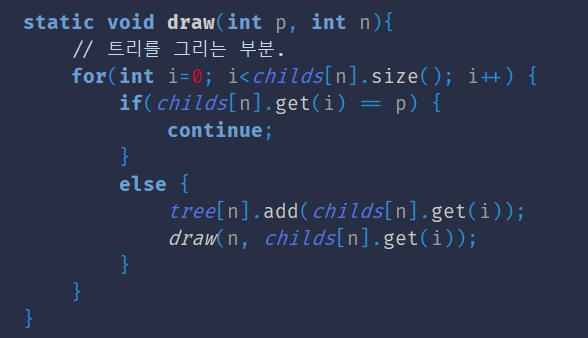 static void draw(int p, int n){
    // 트리를 그리는 부분.
    for(int i=0; i<childs[n].size(); i++) {
        if(childs[n].get(i) == p) {
            continue;
        }
        else {
            tree[n].add(childs[n].get(i));
            draw(n, childs[n].get(i));
        }
    }
}